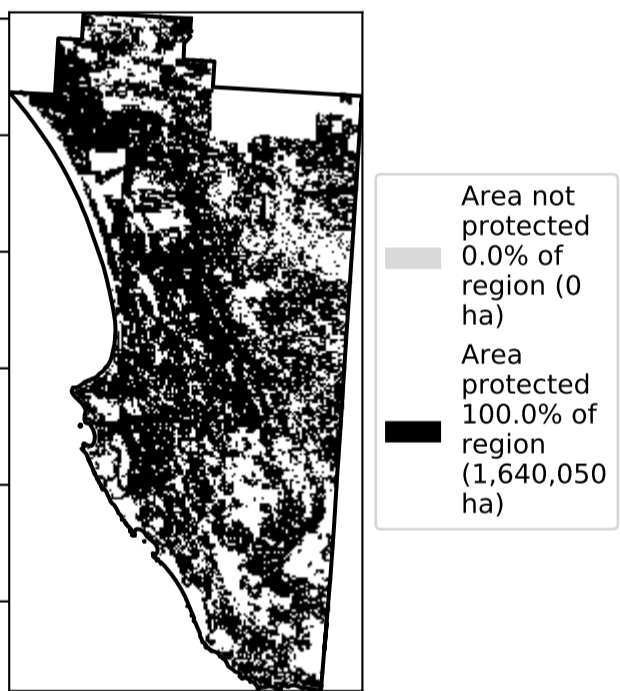 Area not
protected
0.0% of
region (0
ha)
Area
protected
100.0% of
region
(1,640,050
ha)